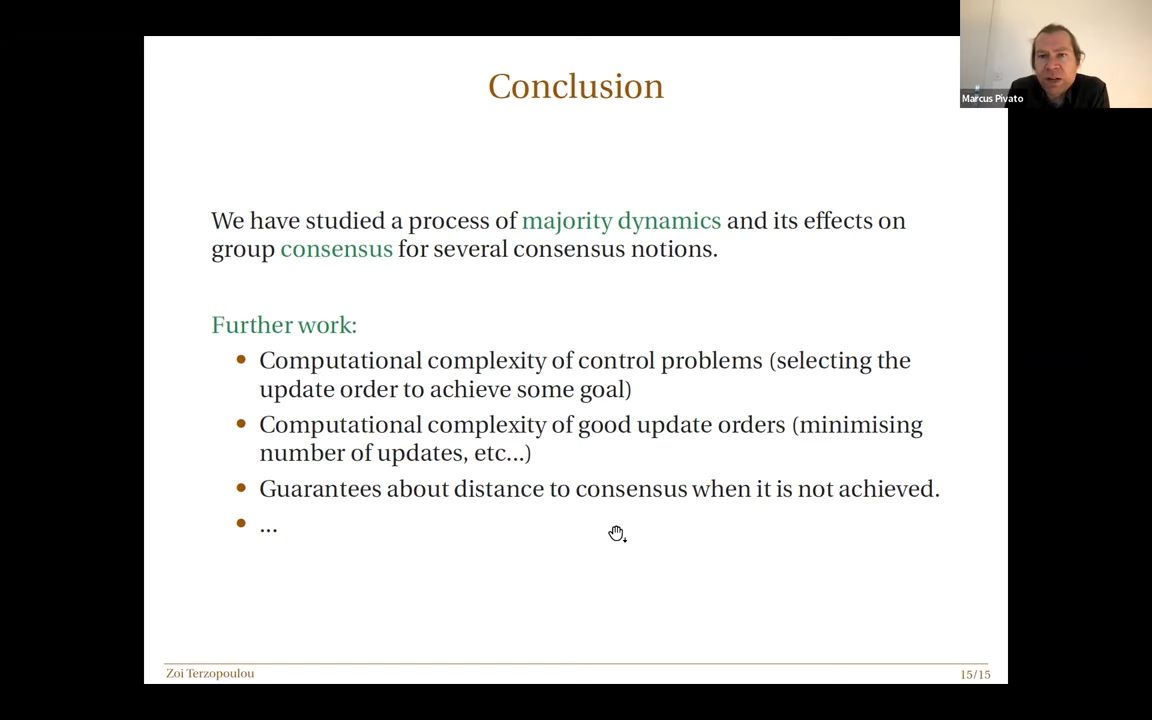 Conclusion
Marcus Pivato
We have studied a process of majority dynamics and its effects on
group consensus for several consensus notions.
Further work:
• Computational complexity of control problems (selecting the
update order to achieve some goal)
• Computational complexity of good update orders (minimising
number of updates, etc...)
• Guarantees about distance to consensus when it is not achieved.
• ...
Zoi Terzopoulou
15/15